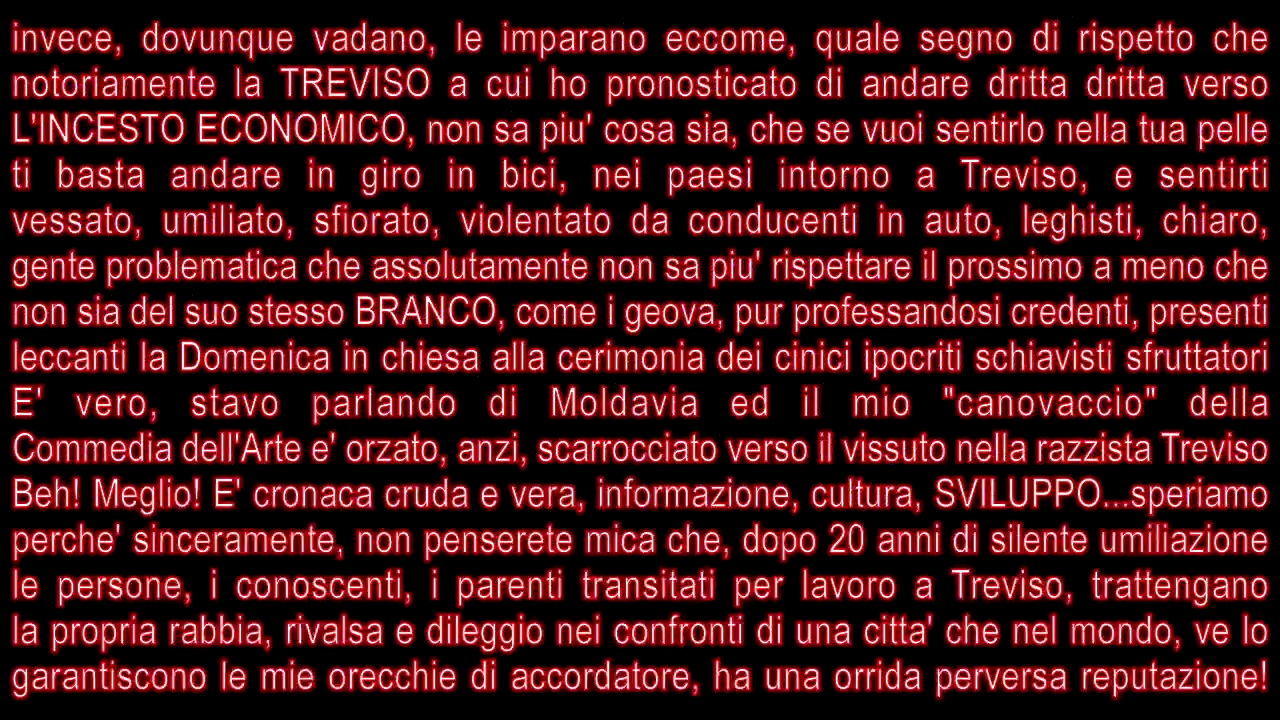 invece, dovunque vadano, le imparano eccome, quale segno di rispetto che
notoriamente la TREVISO a cui ho pronosticato di andare dritta dritta verso
L'INCESTO ECONOMICO, non sa piu' cosa sia, che se vuoi sentirlo nella tua pelle
ti basta andare in giro in bici, nei paesi intorno a Treviso, e sentirti
vessato, umiliato, sfiorato, violentato da conducenti in auto, leghisti, chiaro,
gente problematica che assolutamente non sa piu' rispettare il prossimo a meno che
non sia del suo stesso BRANCO, come i geova, pur professandosi credenti, presenti
leccanti la Domenica in chiesa alla cerimonia dei cinici ipocriti schiavisti sfruttatori
E' vero, stavo parlando di Moldavia ed il mio "canovaccio" della
Commedia dell'Arte e' orzato, anzi, scarrocciato verso il vissuto nella razzista Treviso
Beh! Meglio! E' cronaca cruda e vera, informazione, cultura, SVILUPPO...speriamo
perche' sinceramente, non penserete mica che, dopo 20 anni di silente umiliazione
le persone, i conoscenti, i parenti transitati per lavoro a Treviso, trattengano
la propria rabbia, rivalsa e dileggio nei confronti di una citta' che nel mondo, ve lo
garantiscono le mie orecchie di accordatore, ha una orrida perversa reputazione!